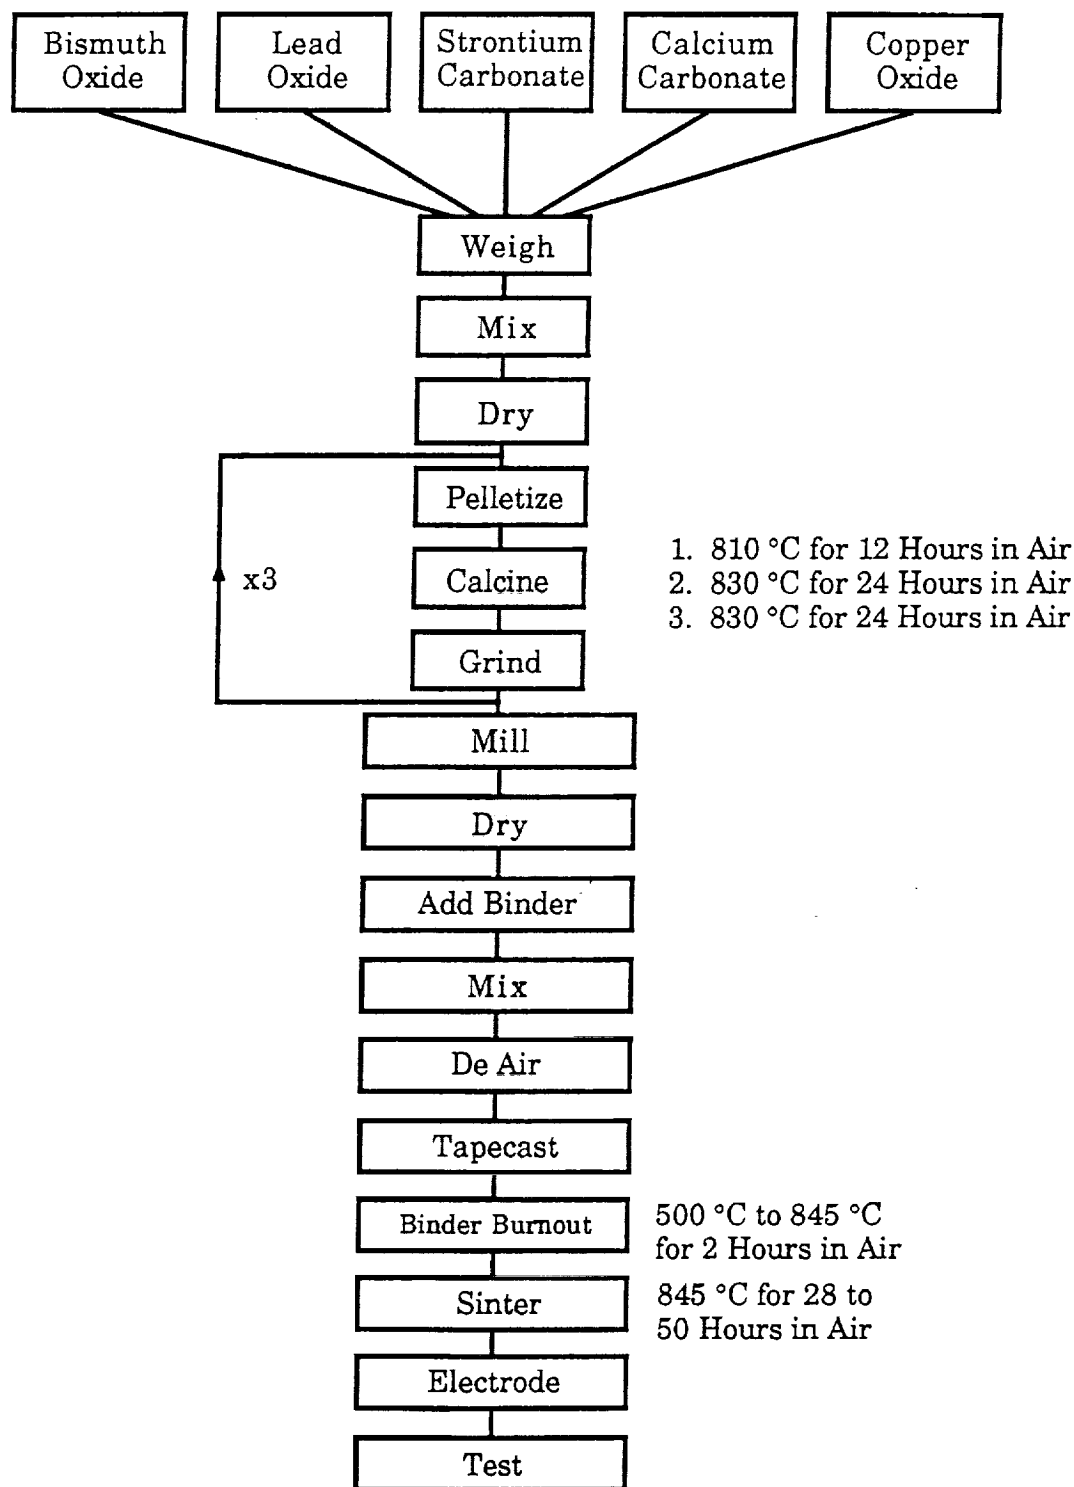 Bismuth
Oxide
Lead
Oxide
Strontium
Carbonate
Calcium
Carbonate
Copper
Oxide
Weigh
Mix
Dry
Pelletize
Calcine
1. 810 °C for 12 Hours in Air
2. 830 °C for 24 Hours in Air
3. 830 °C for 24 Hours in Air
x3
Grind
Mill
Dry
Add Binder
Mix
De Air
Tapecast
Binder Burnout
500 °C to 845 °C
for 2 Hours in Air
Sinter
845 °C for 28 to
50 Hours in Air
Electrode
Test